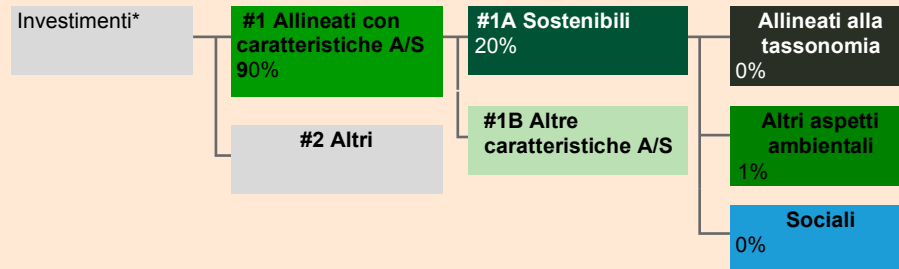 Investimenti*
#1 Allineati con
caratteristiche A/S
90%
#2 Altri
#1A Sostenibili
20%
#1B Altre
caratteristiche A/S
Allineati alla
tassonomia
0%
Altri aspetti
ambientali
1%
Sociali
0%